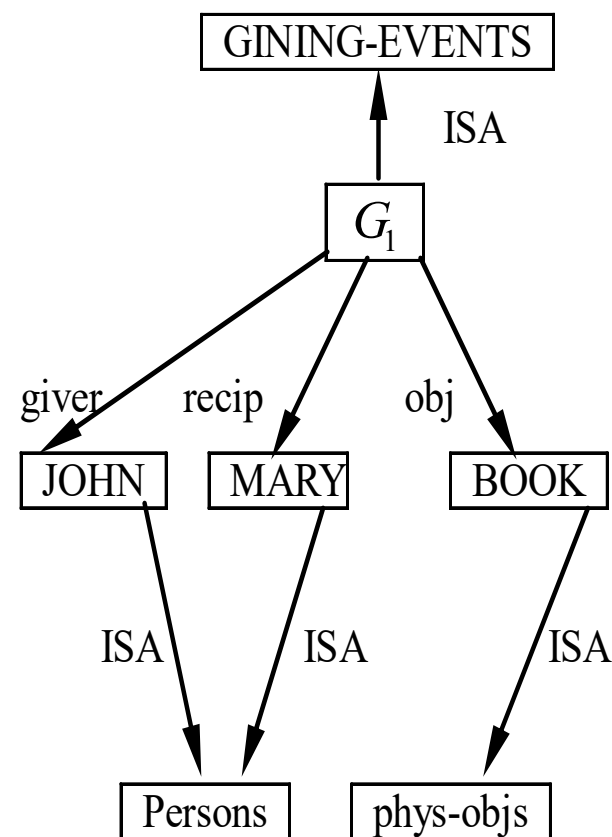 GINING-EVENTS
ISA
G₁
giver recip obj
JOHN MARY BOOK
ISA ISA ISA
Persons phys-objs